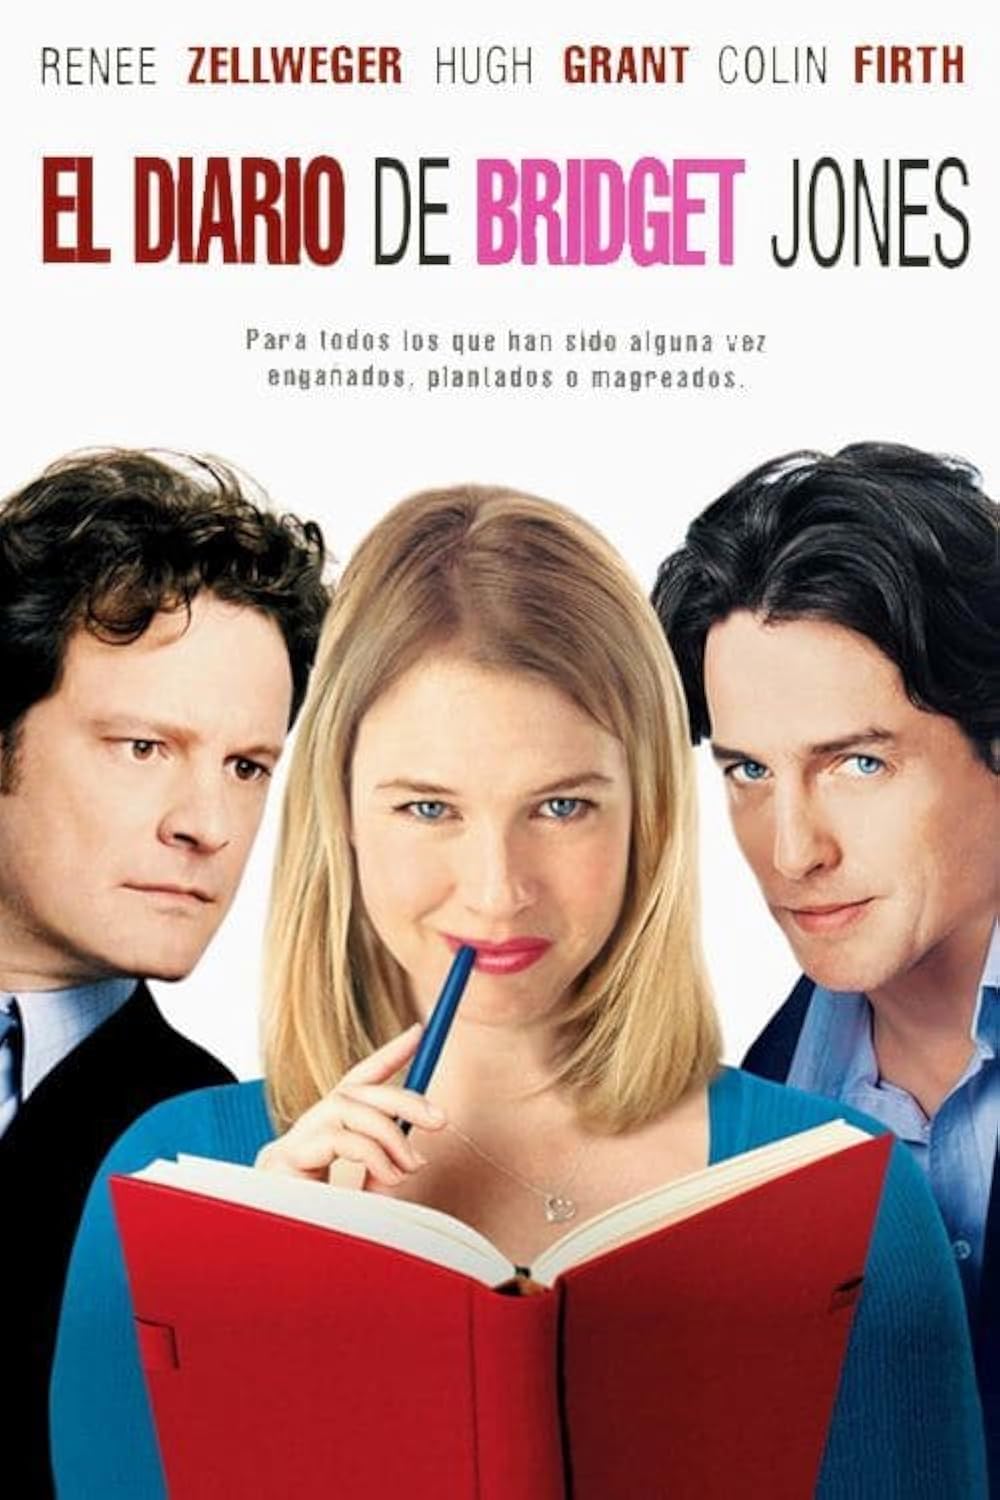 RENEE ZELLWEGER HUGH GRANT COLIN FIRTH
EL DIARIO DE BRIDGET JONES
Para todos los que han sido alguna vez
engañados, plantados o magreados.